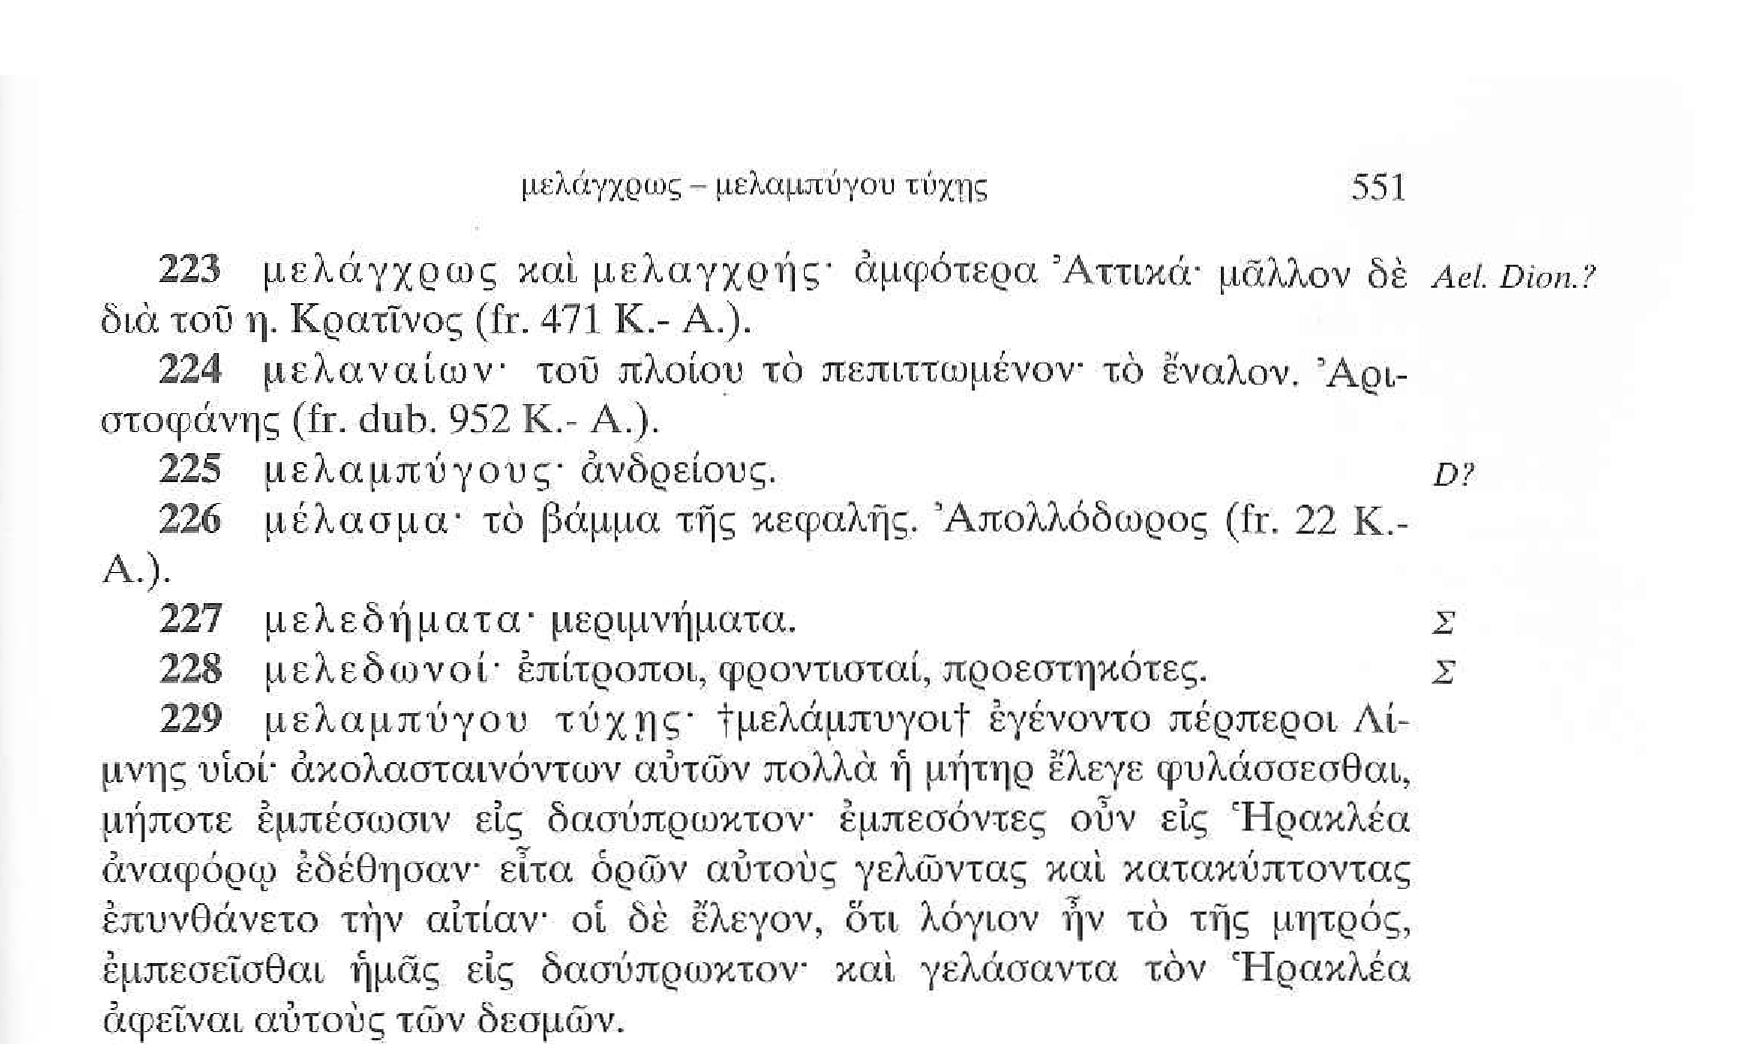 μελάγχρως – μελαμπύγου τύχης 551
223 μελάγχρως καὶ μελαγχρής· ἀμφότερα Ἀττικά· μᾶλλον δὲ Ael. Dion.?
διὰ τοῦ η. Κρατῖνος (fr. 471 K.- A.).
224 μελαναίων· τοῦ πλοίου τὸ πεπιττωμένον· τὸ ἔναλον. Ἀρι-
στοφάνης (fr. dub. 952 K.- A.).
225 μελαμπύγους· ἀνδρείους. D?
226 μέλασμα· τὸ βάμμα τῆς κεφαλῆς. Ἀπολλόδωρος (fr. 22 K.-
A.).
227 μελεδήματα· μεριμνήματα. Σ
228 μελεδωνοί· ἐπίτροποι, φροντισταί, προεστηκότες. Σ
229 μελαμπύγου τύχης· †μελάμπυγοι† ἐγένοντο πέρπεροι Λί-
μνης υἱοί· ἀκολασταινόντων αὐτῶν πολλὰ ἡ μήτηρ ἔλεγε φυλάσσεσθαι,
μήποτε ἐμπέσωσιν εἰς δασύπρωκτον· ἐμπεσόντες οὖν εἰς Ἡρακλέα
ἀναφόρῳ ἐδέθησαν· εἶτα ὁρῶν αὐτοὺς γελῶντας καὶ κατακύπτοντας
ἐπυνθάνετο τὴν αἰτίαν· οἱ δὲ ἔλεγον, ὅτι λόγιον ἦν τὸ τῆς μητρός,
ἐμπεσεῖσθαι ἡμᾶς εἰς δασύπρωκτον· καὶ γελάσαντα τὸν Ἡρακλέα
ἀφεῖναι αὐτοὺς τῶν δεσμῶν.